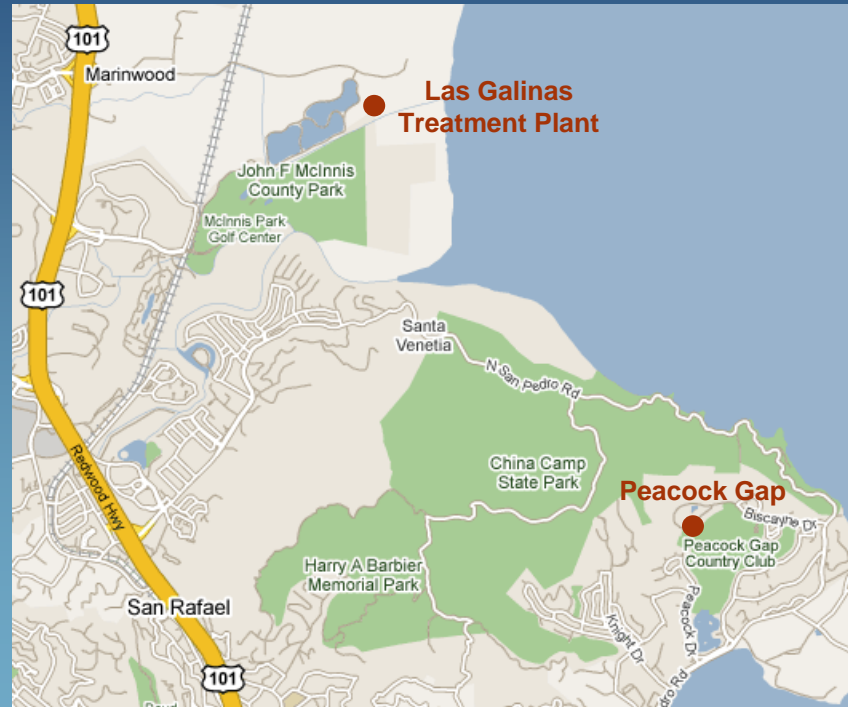 101
Marinwood
Las Galinas
Treatment Plant
John F McInnis
County Park
McInnis Park
Golf Center
101
Santa
Venetia
N San Pedro Rd
Redwood Hwy
China Camp
State Park
Peacock Gap
Biscayne Dr
Peacock Gap
Country Club
Harry A Barbier
Memorial Park
Peacock Dr
San Rafael
Knight Dr
101
dro Rd